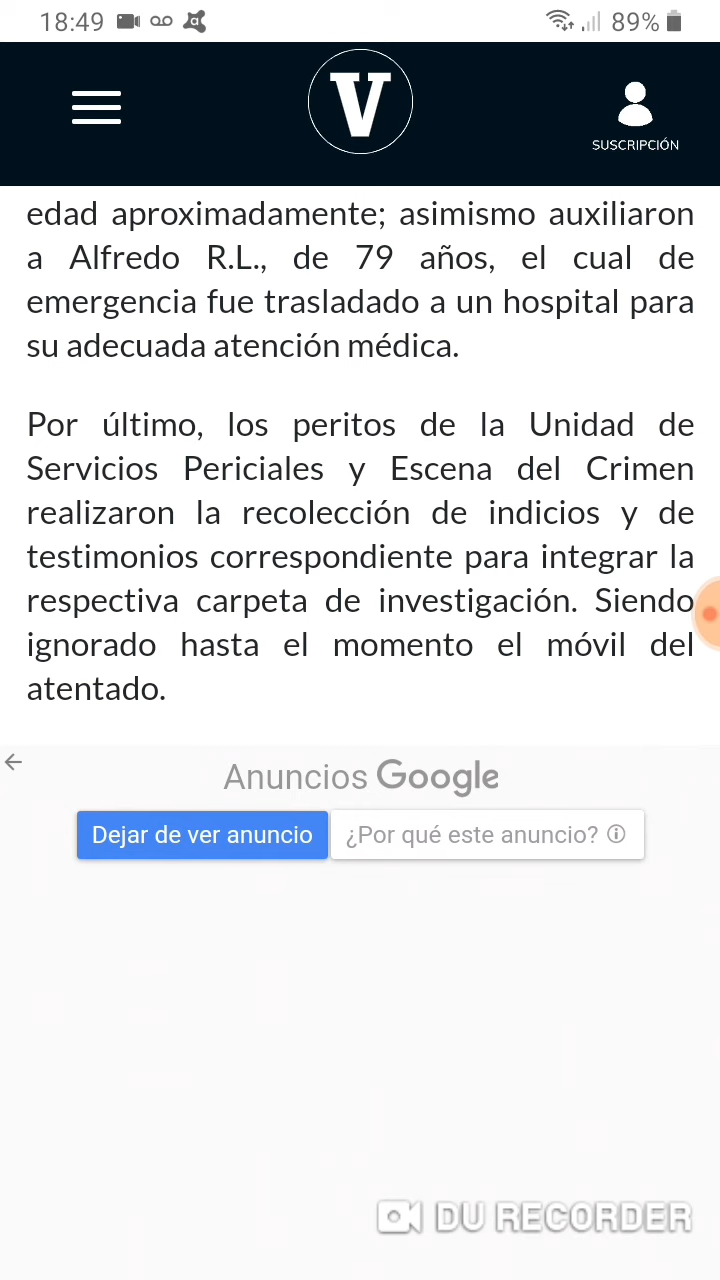 18:49 89%
V
SUSCRIPCIÓN
edad aproximadamente; asimismo auxiliaron
a Alfredo R.L., de 79 años, el cual de
emergencia fue trasladado a un hospital para
su adecuada atención médica.
Por último, los peritos de la Unidad de
Servicios Periciales y Escena del Crimen
realizaron la recolección de indicios y de
testimonios correspondiente para integrar la
respectiva carpeta de investigación. Siendo
ignorado hasta el momento el móvil del
atentado.
Anuncios Google
Dejar de ver anuncio ¿Por qué este anuncio?
DU RECORDER